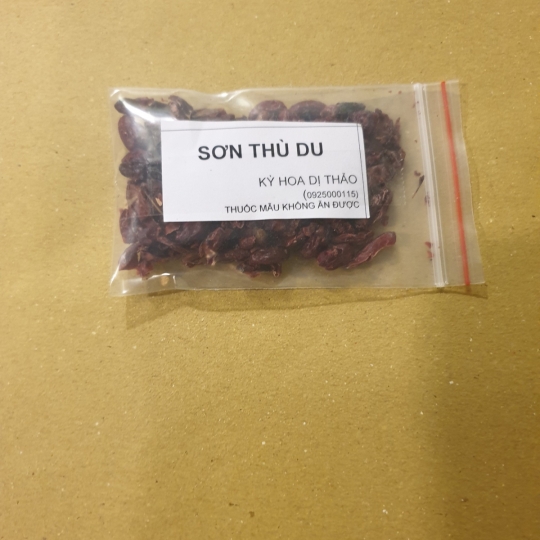 SƠN THÙ DU
KỲ HOA DỊ THẢO
(0925000115)
THUỐC MẪU KHÔNG ĂN ĐƯỢC